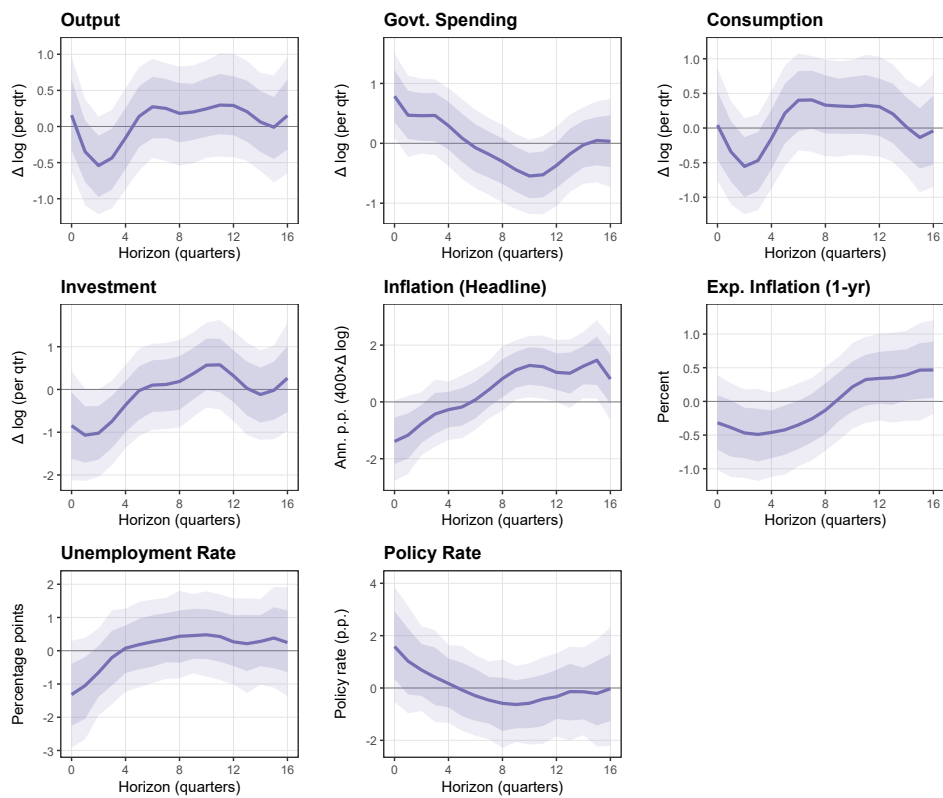 Output
Δ log (per qtr)
1.0
0.5
0.0
-0.5
-1.0
0 4 8 12 16
Horizon (quarters)
Govt. Spending
Δ log (per qtr)
1
0
-1
0 4 8 12 16
Horizon (quarters)
Consumption
Δ log (per qtr)
1.0
0.5
0.0
-0.5
-1.0
0 4 8 12 16
Horizon (quarters)
Investment
Δ log (per qtr)
1
0
-1
-2
0 4 8 12 16
Horizon (quarters)
Inflation (Headline)
Ann. p.p. (400×Δ log)
2
0
-2
0 4 8 12 16
Horizon (quarters)
Exp. Inflation (1-yr)
Percent
1.0
0.5
0.0
-0.5
-1.0
0 4 8 12 16
Horizon (quarters)
Unemployment Rate
Percentage points
2
1
0
-1
-2
-3
0 4 8 12 16
Horizon (quarters)
Policy Rate
Policy rate (p.p.)
4
2
0
-2
0 4 8 12 16
Horizon (quarters)